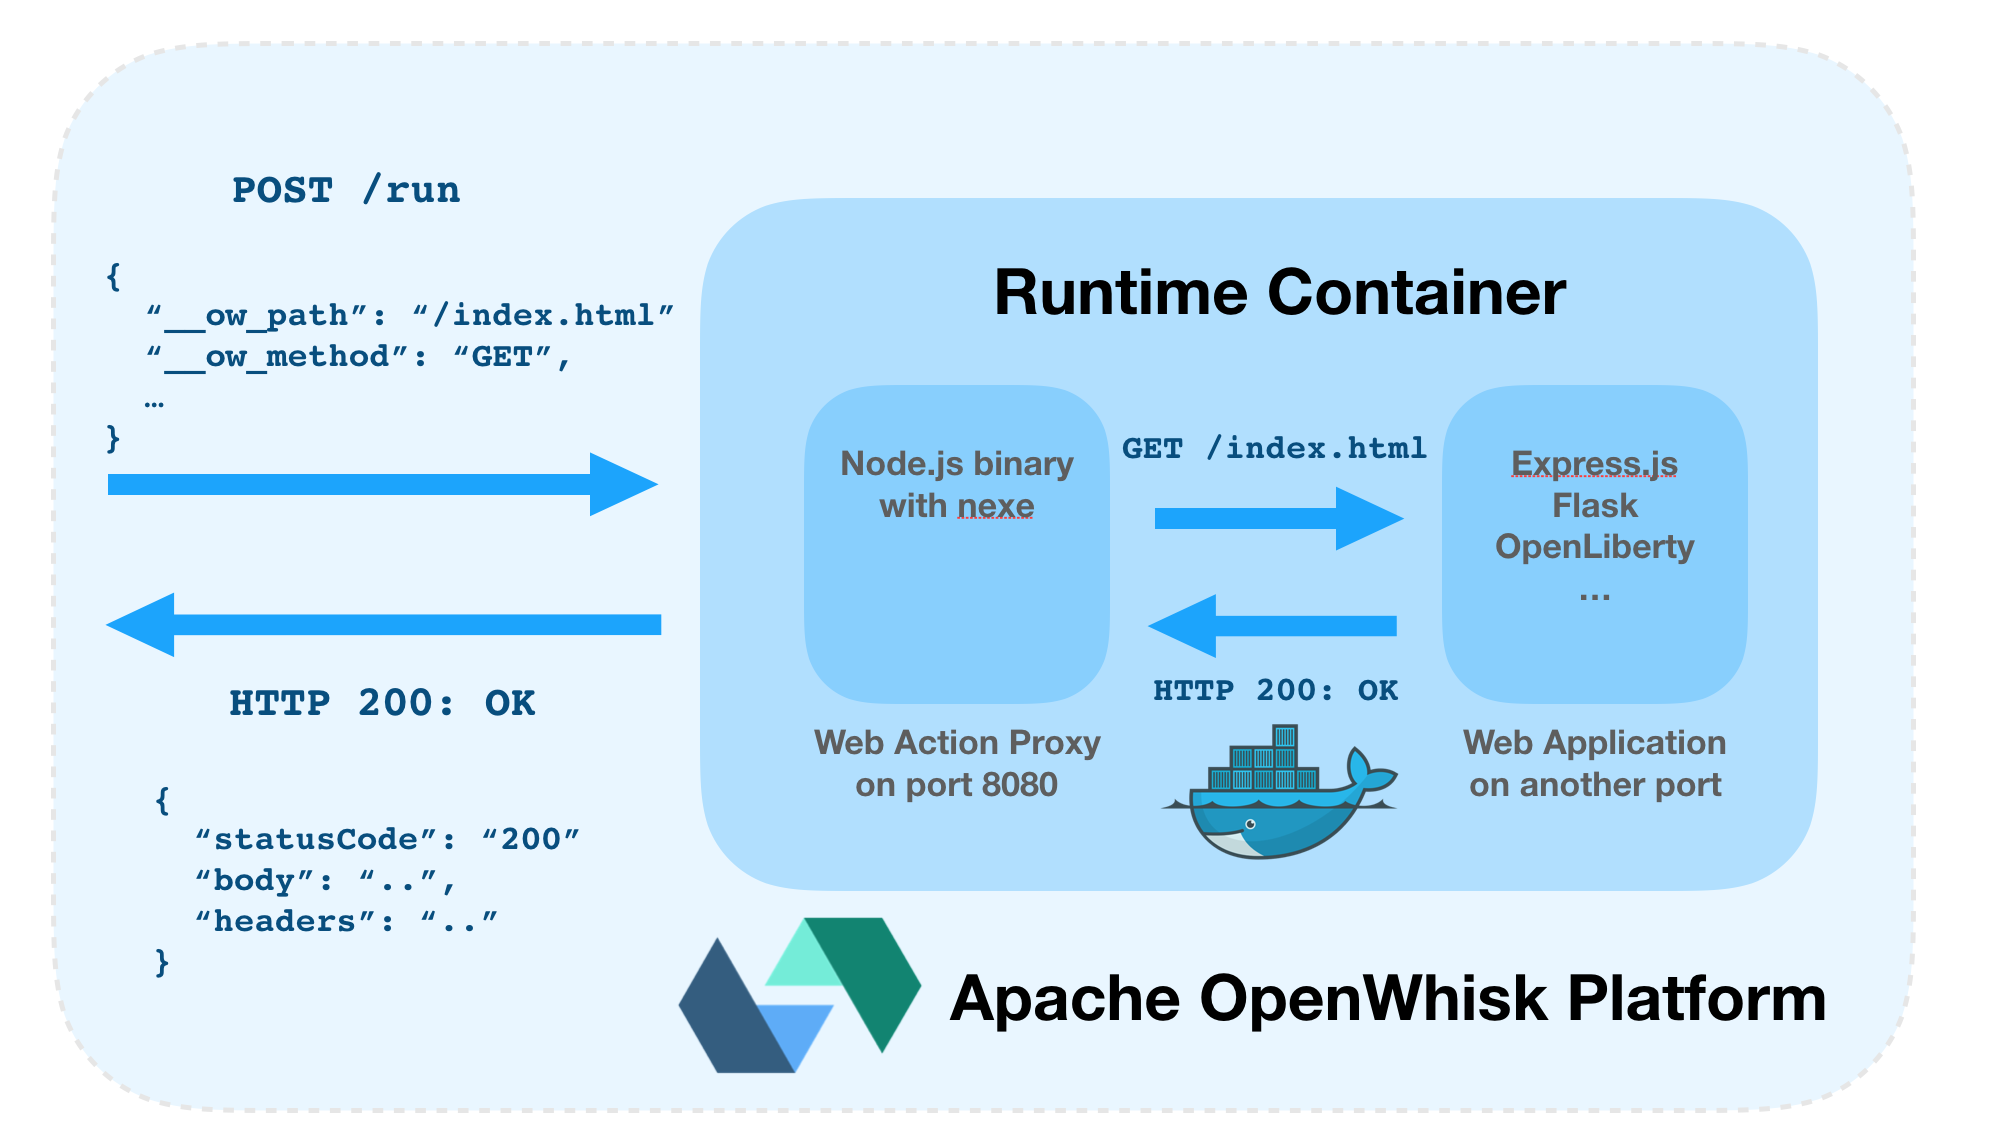 POST /run
{
“__ow_path”: “/index.html”
“__ow_method”: “GET”,
…
}
HTTP 200: OK
{
“statusCode”: “200”
“body”: “..”,
“headers”: “..”
}
Runtime Container
Node.js binary
with nexe
Web Action Proxy
on port 8080
GET /index.html
HTTP 200: OK
Express.js
Flask
OpenLiberty
…
Web Application
on another port
Apache OpenWhisk Platform